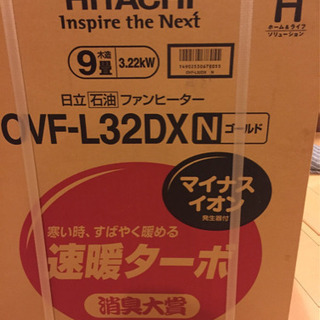 HITACHI
Inspire the Next
H
ホーム&ライフ
ソリューション
木造
9畳
3.22kW
OVF-L32DX N
日立 石油 ファンヒーター
OVF-L32DX N ゴールド
マイナス
イオン
発生器付
寒い時、すばやく暖める
速暖ターボ
消臭大賞